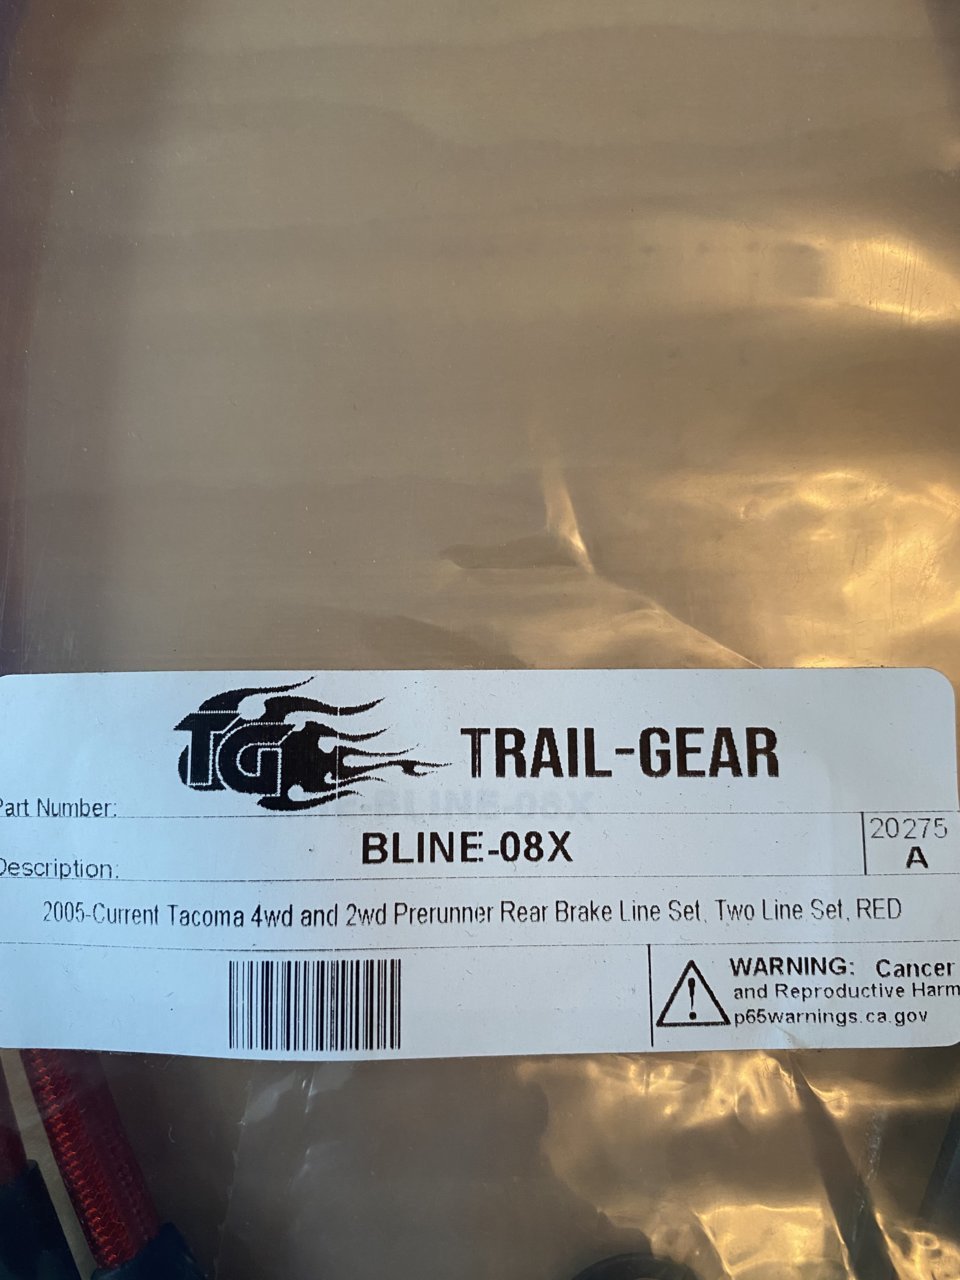 TG TRAIL-GEAR
Part Number:
BLINE-08X
20275
A
Description:
2005-Current Tacoma 4wd and 2wd Prerunner Rear Brake Line Set, Two Line Set, RED
WARNING: Cancer
and Reproductive Harm
p65warnings.ca.gov